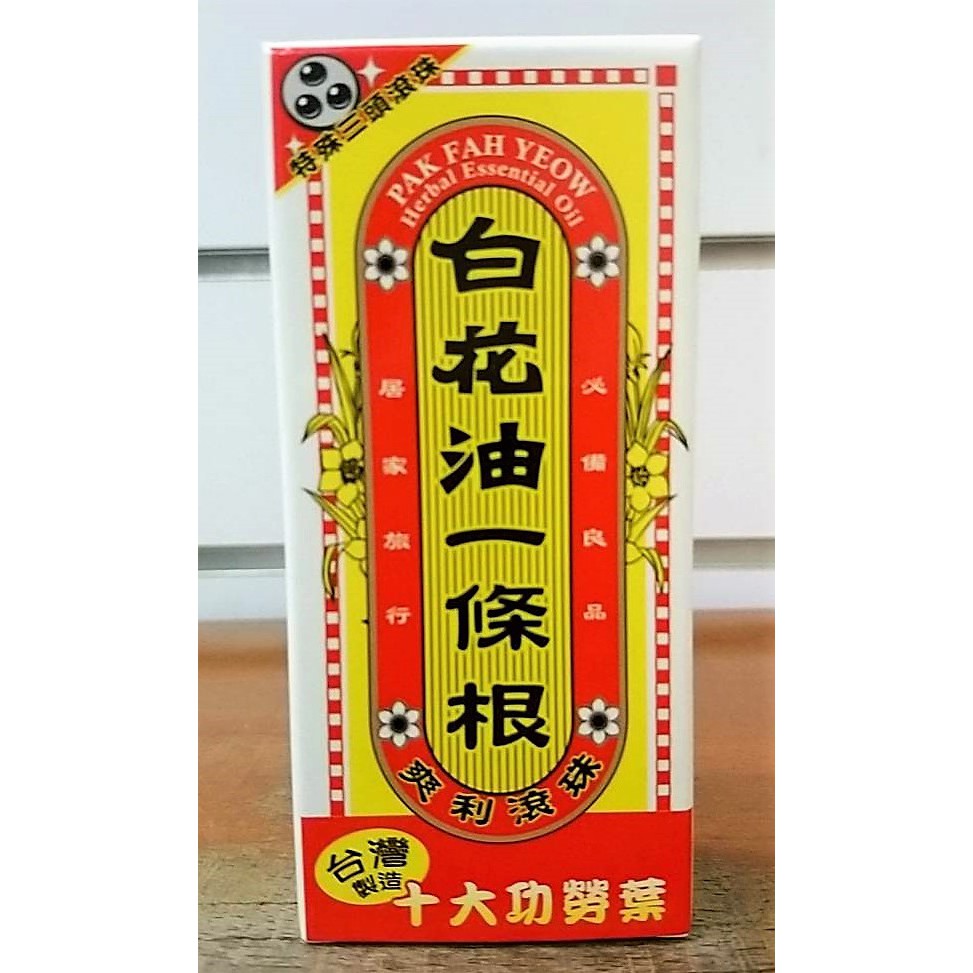 特殊三頭滾珠
PAK FAH YEOW
Herbal Essential Oil
白花油一條根
居家旅行
必備良品
爽利滾珠
台灣
製造
十大功勞葉